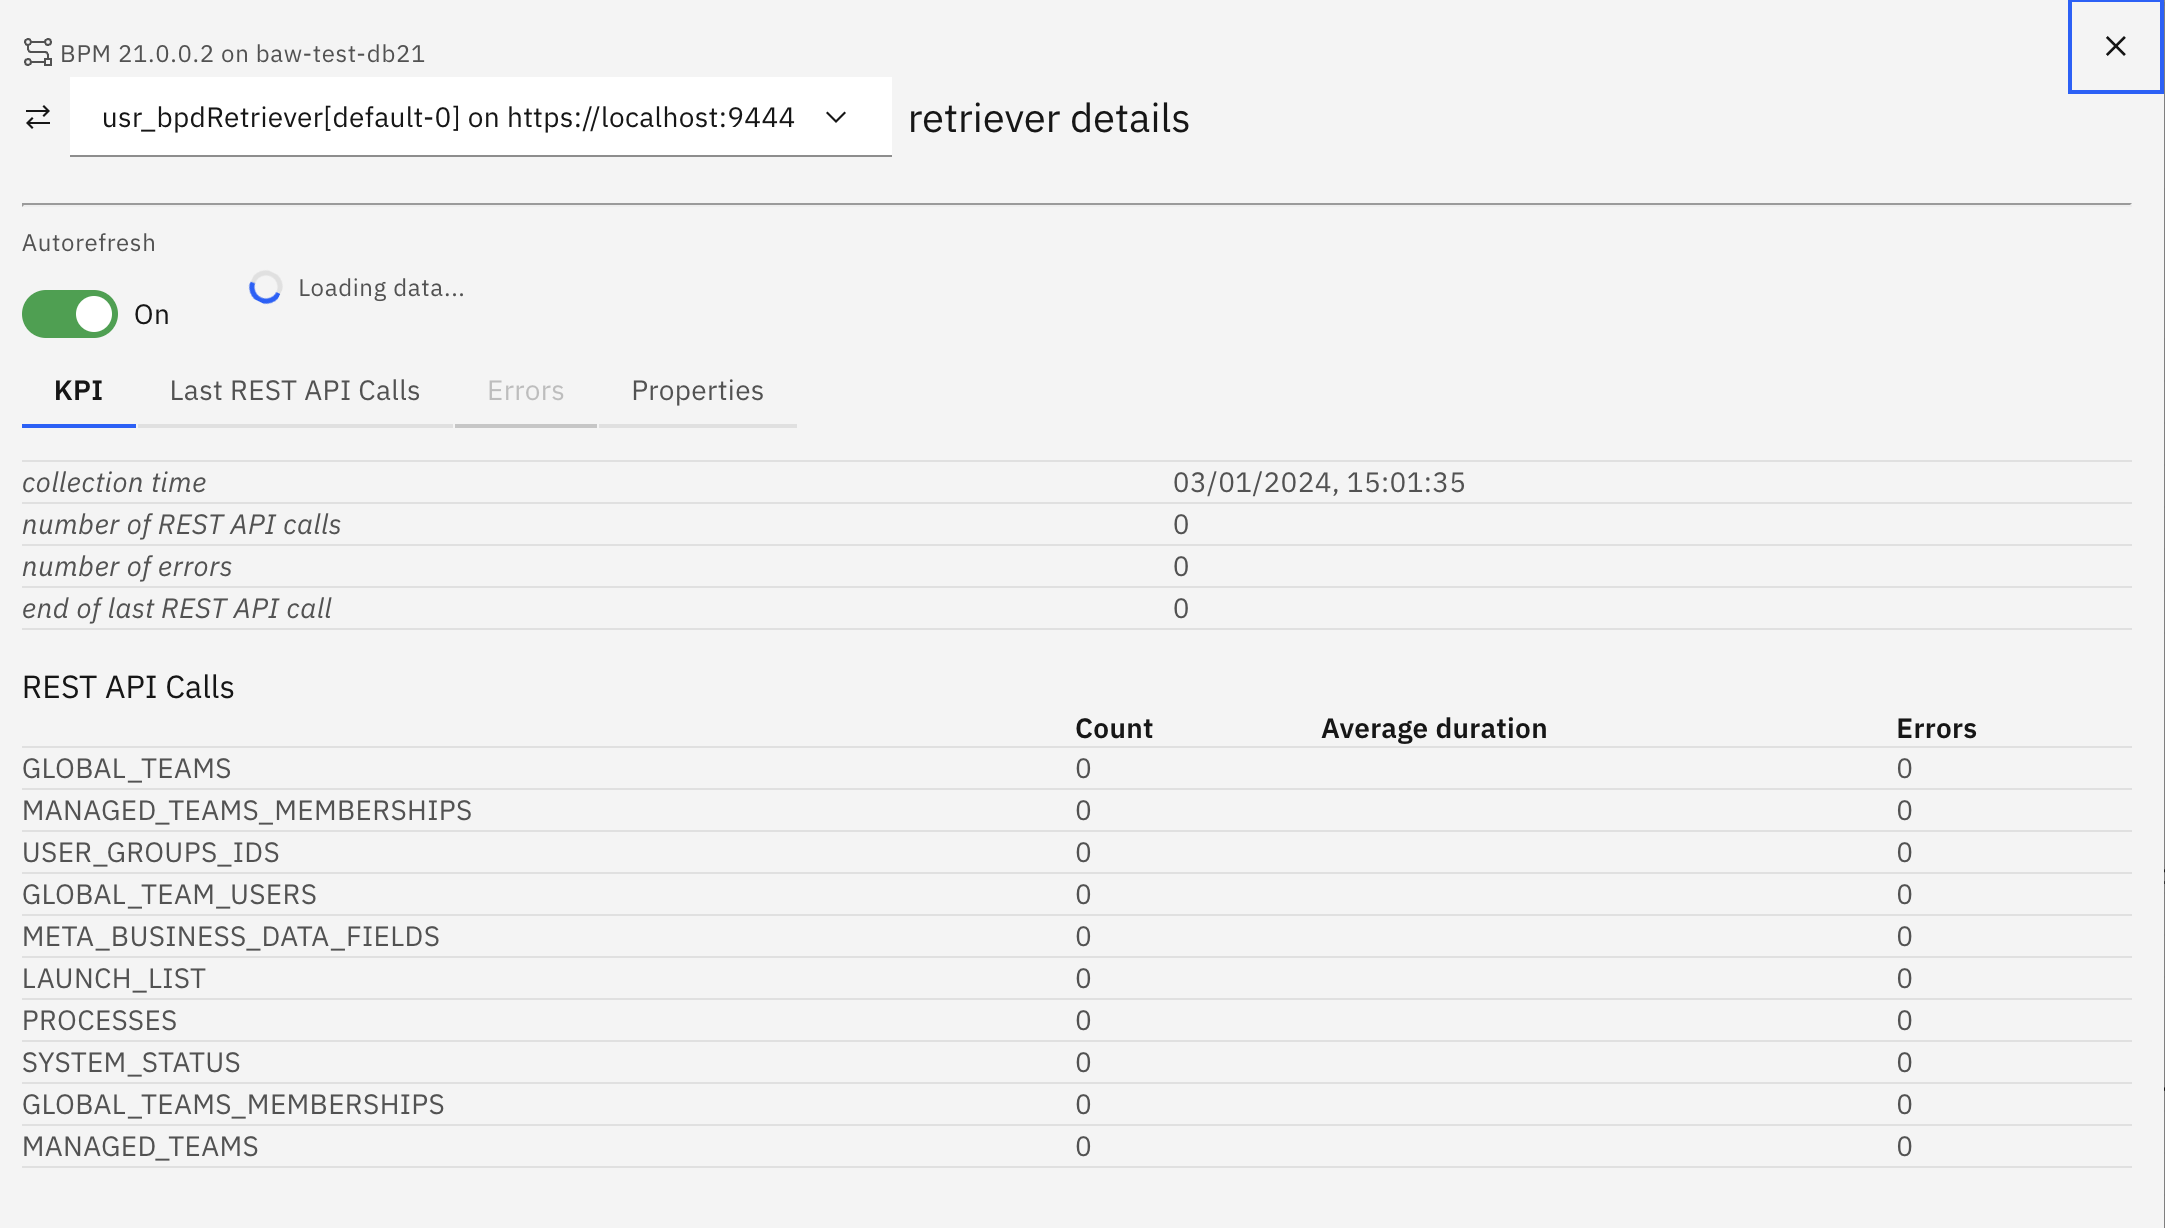 BPM 21.0.0.2 on baw-test-db21
usr_bpdRetriever[default-0] on https://localhost:9444 retriever details
Autorefresh
Loading data...
On
KPI Last REST API Calls Errors Properties
collection time 03/01/2024, 15:01:35
number of REST API calls 0
number of errors 0
end of last REST API call 0
REST API Calls
Count Average duration Errors
GLOBAL_TEAMS 0 0
MANAGED_TEAMS_MEMBERSHIPS 0 0
USER_GROUPS_IDS 0 0
GLOBAL_TEAM_USERS 0 0
META_BUSINESS_DATA_FIELDS 0 0
LAUNCH_LIST 0 0
PROCESSES 0 0
SYSTEM_STATUS 0 0
GLOBAL_TEAMS_MEMBERSHIPS 0 0
MANAGED_TEAMS 0 0